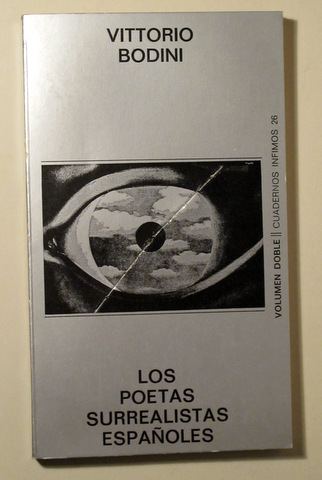 VITTORIO
BODINI
VOLUMEN DOBLE || CUADERNOS INFIMOS 26
LOS
POETAS
SURREALISTAS
ESPAÑOLES